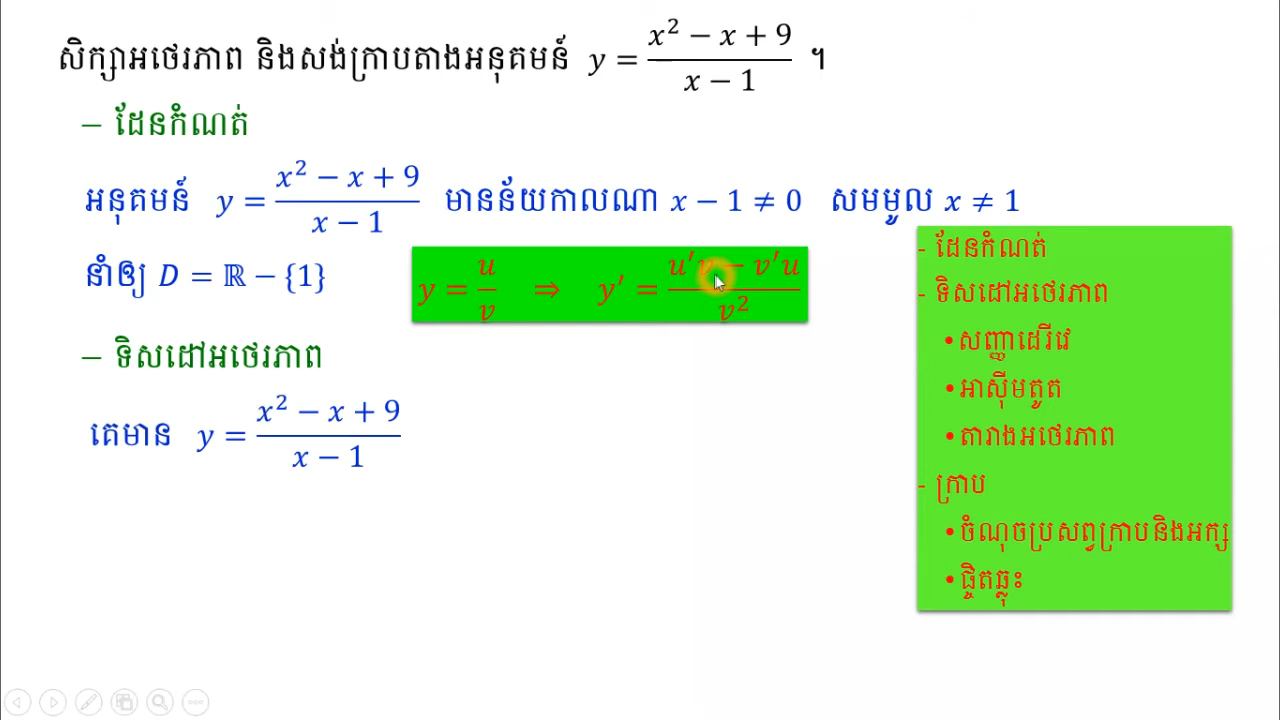 សិក្សាអថេរភាព និងសង់ក្រាបតាងអនុគមន៍ y = (x² − x + 9)/(x − 1) ។
– ដែនកំណត់
អនុគមន៍ y = (x² − x + 9)/(x − 1) មានន័យកាលណា x − 1 ≠ 0 សមមូល x ≠ 1
នាំឲ្យ D = ℝ − {1}
y = u/v ⇒ y′ = (u′v − v′u)/v²
– ទិសដៅអថេរភាព
គេមាន y = (x² − x + 9)/(x − 1)
- ដែនកំណត់
- ទិសដៅអថេរភាព
• សញ្ញាដេរីវេ
• អាស៊ីមតូត
• តារាងអថេរភាព
- ក្រាប
• ចំណុចប្រសព្វក្រាបនិងអក្ស
• ផ្ចិតឆ្លុះ